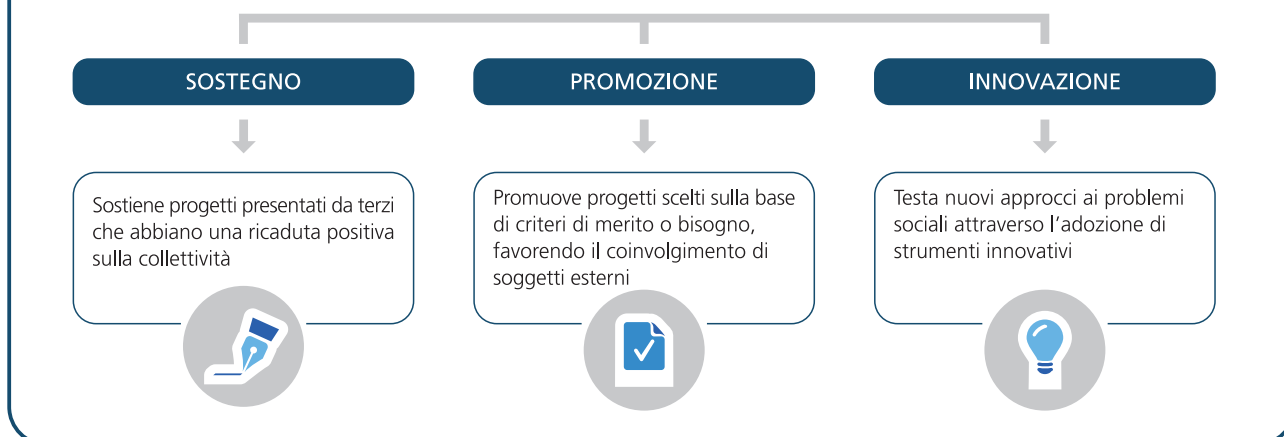 SOSTEGNO
Sostiene progetti presentati da terzi
che abbiano una ricaduta positiva
sulla collettività
PROMOZIONE
Promuove progetti scelti sulla base
di criteri di merito o bisogno,
favorendo il coinvolgimento di
soggetti esterni
INNOVAZIONE
Testa nuovi approcci ai problemi
sociali attraverso l'adozione di
strumenti innovativi